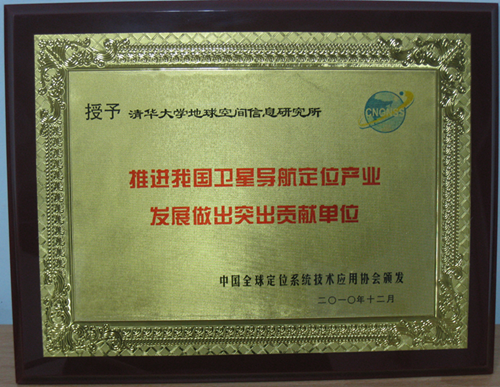 授予 清华大学地球空间信息研究所
CNGNSS
推进我国卫星导航定位产业
发展做出突出贡献单位
中国全球定位系统技术应用协会颁发
二〇一〇年十二月